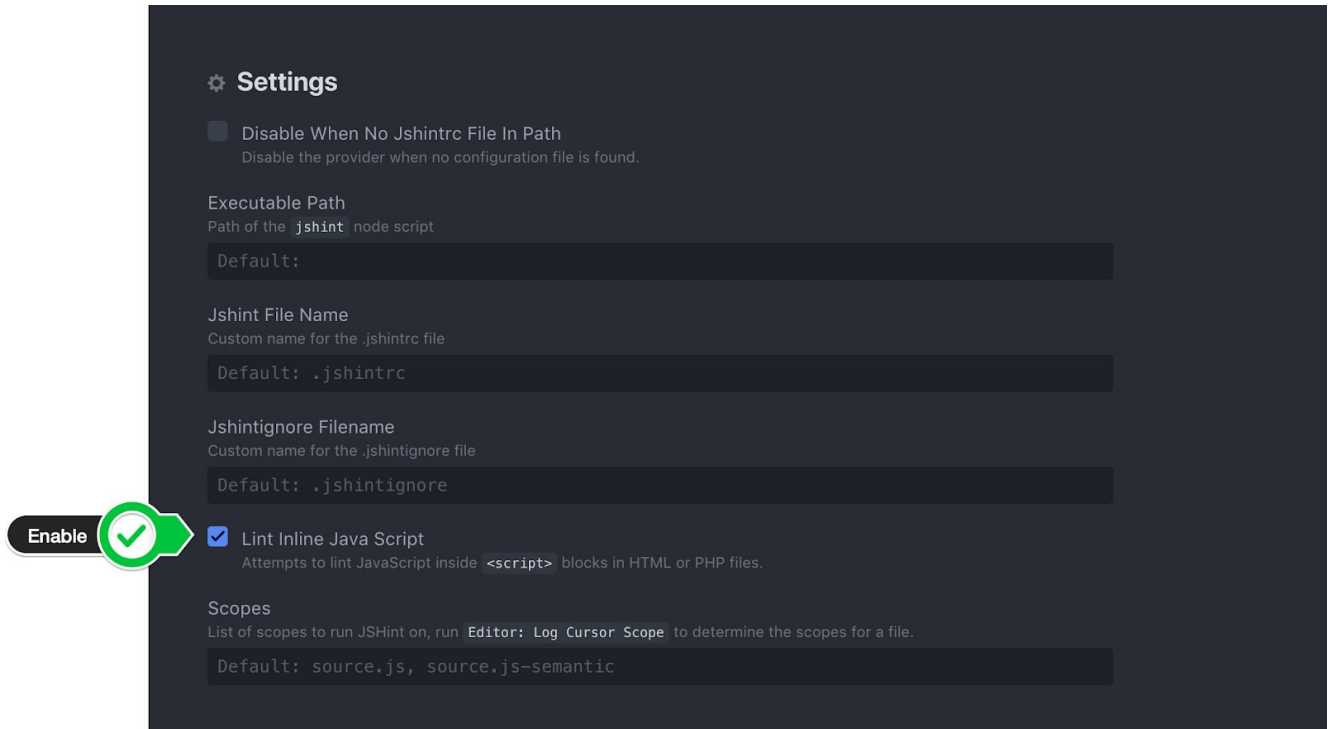 Settings
Disable When No Jshintrc File In Path
Disable the provider when no configuration file is found.
Executable Path
Path of the jshint node script
Default:
Jshint File Name
Custom name for the .jshintrc file
Default: .jshintrc
Jshintignore Filename
Custom name for the .jshintignore file
Default: .jshintignore
Enable
Lint Inline Java Script
Attempts to lint JavaScript inside <script> blocks in HTML or PHP files.
Scopes
List of scopes to run JSHint on, run Editor: Log Cursor Scope to determine the scopes for a file.
Default: source.js, source.js-semantic